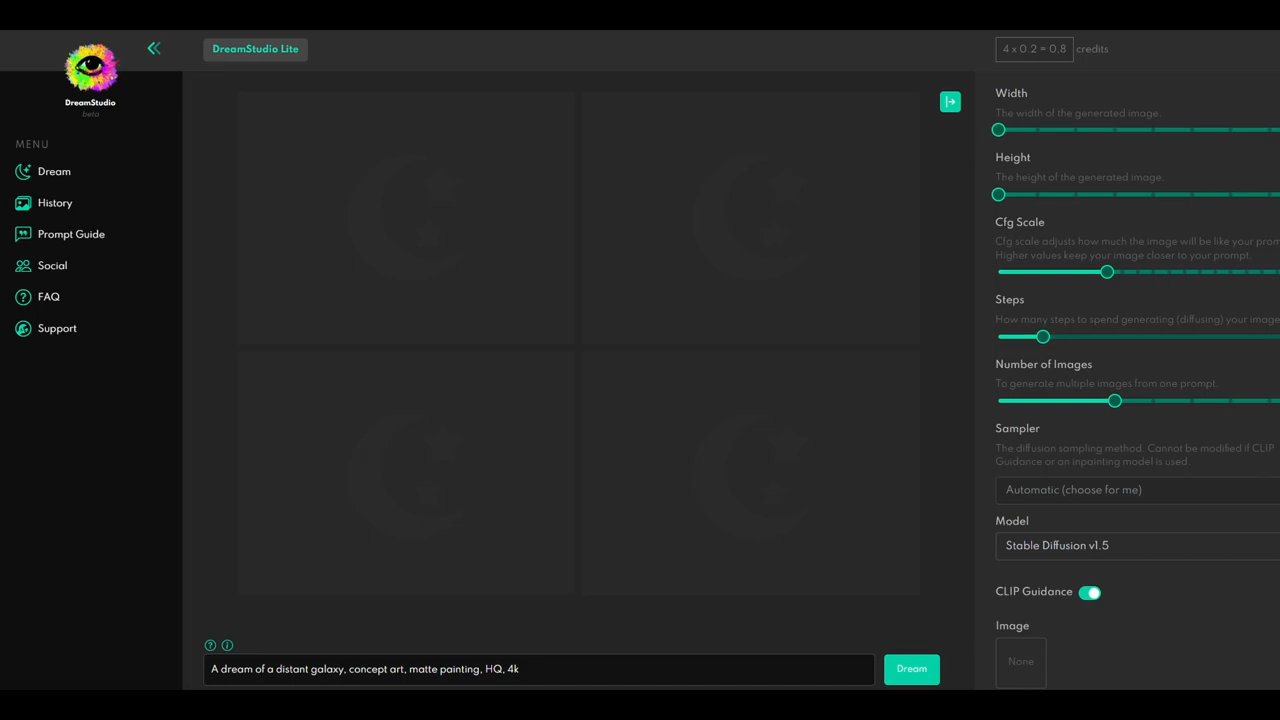 DreamStudio
beta
MENU
Dream
History
Prompt Guide
Social
FAQ
Support
DreamStudio Lite
A dream of a distant galaxy, concept art, matte painting, HQ, 4k
Dream
4 x 0.2 = 0.8 credits
Width
The width of the generated image.
Height
The height of the generated image.
Cfg Scale
Cfg scale adjusts how much the image will be like your
Higher values keep your image closer to your prompt.
Steps
How many steps to spend generating (diffusing) your image
Number of Images
To generate multiple images from one prompt.
Sampler
The diffusion sampling method. Cannot be modified if CLIP
Guidance or an inpainting model is used.
Automatic (choose for me)
Model
Stable Diffusion v1.5
CLIP Guidance
Image
None